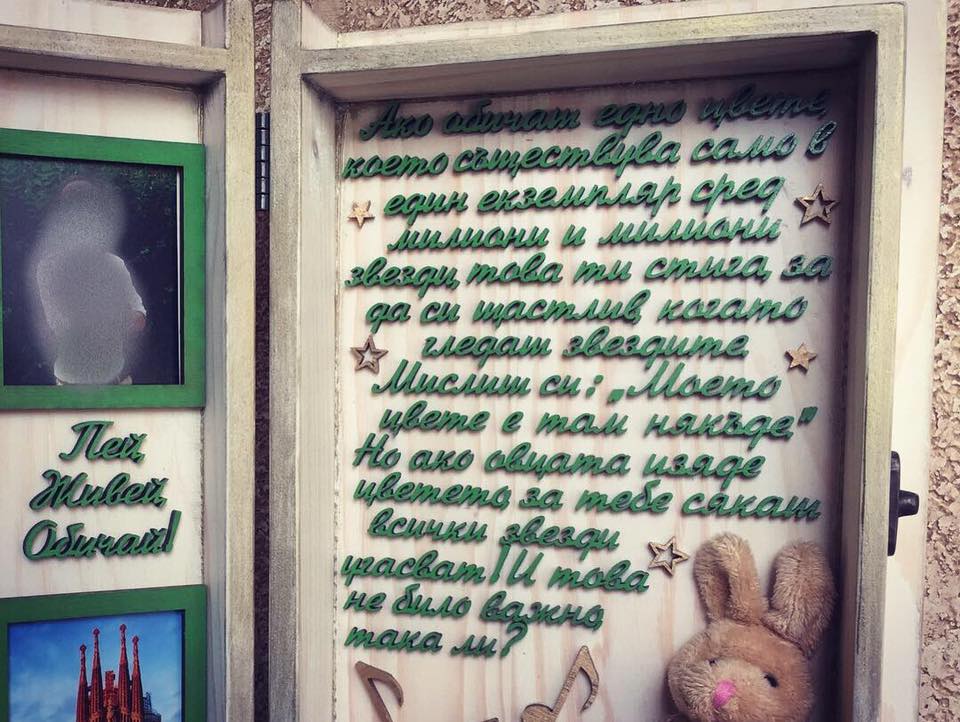 Пей,
Живей,
Обичай!
Ако обичаш едно цвете,
което съществува само в
един екземпляр сред
милиони и милиони
звезди, това ти стига, за
да си щастлив, когато
гледаш звездите.
Мислиш си: „Моето
цвете е там някъде,"
Но ако овцата изяде
цветето, за тебе сякаш
всички звезди
угасват! И това
не било важно,
така ли?